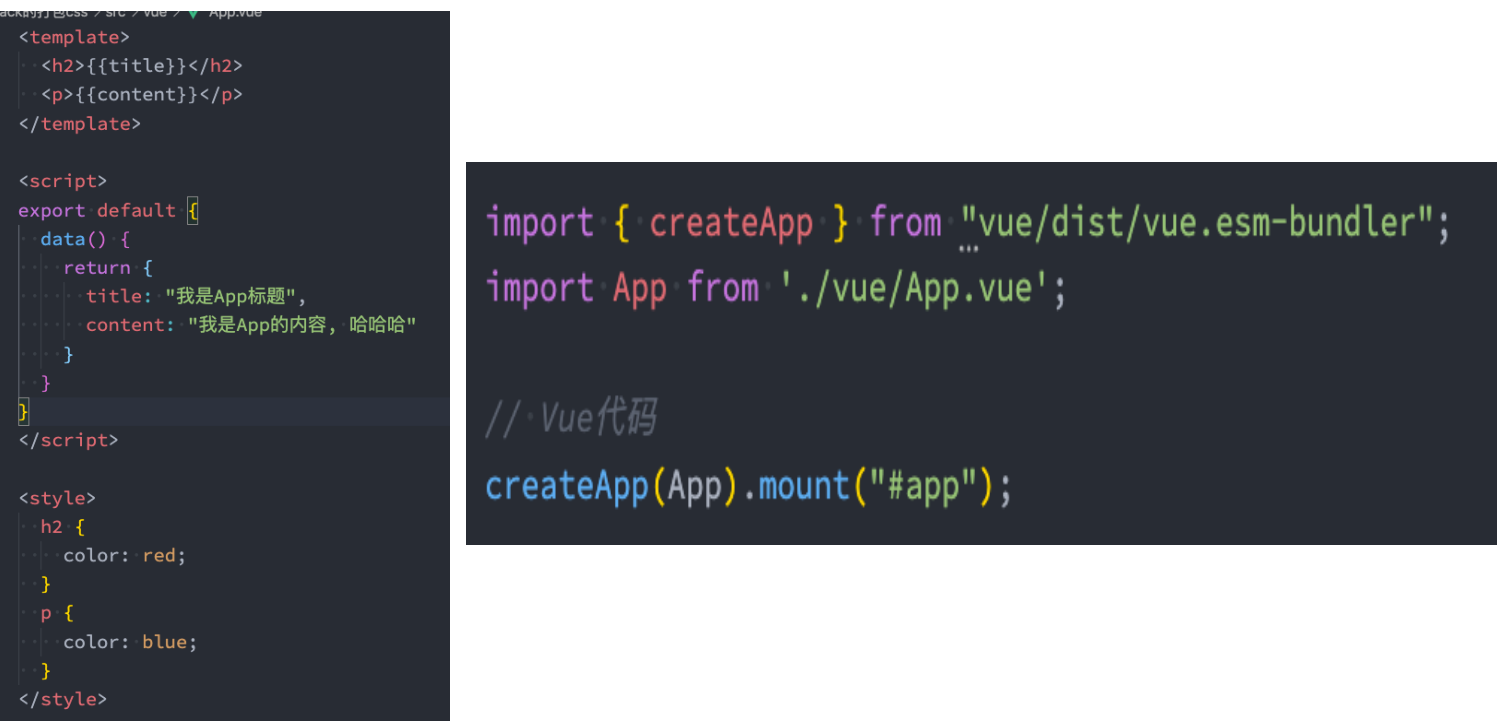 ack的打包css > src > vue > App.vue
<template>
<h2>{{title}}</h2>
<p>{{content}}</p>
</template>
<script>
export default {
data() {
return {
title: "我是App标题",
content: "我是App的内容, 哈哈哈"
}
}
}
</script>
<style>
h2 {
color: red;
}
p {
color: blue;
}
</style>
import { createApp } from "vue/dist/vue.esm-bundler";
import App from './vue/App.vue';
// Vue代码
createApp(App).mount("#app");